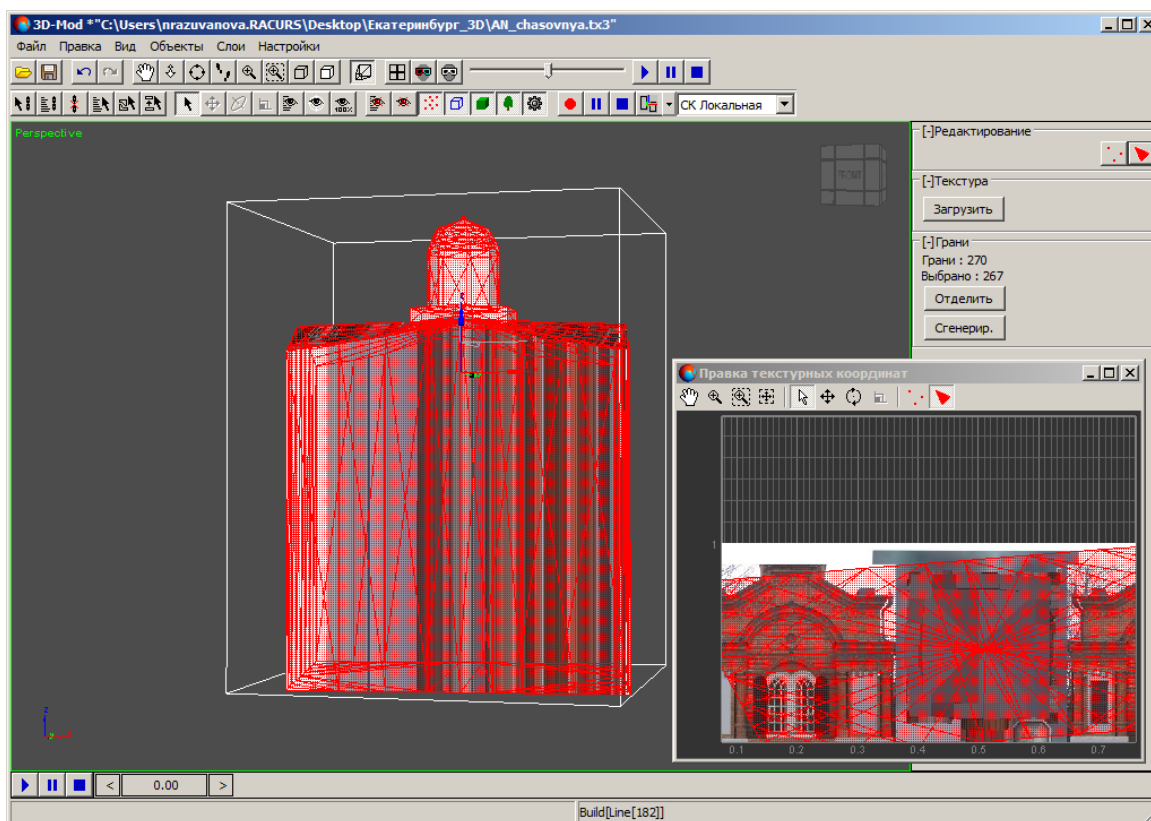 3D-Mod *"C:\Users\nrazuvanova.RACURS\Desktop\Екатеринбург_3D\AN_chasovnya.tx3"
Файл Правка Вид Объекты Слои Настройки
100%
СК Локальная
Perspective
FRONT
[-]Редактирование
[-]Текстура
Загрузить
[-]Грани
Грани : 270
Выбрано : 267
Отделить
Сгенерир.
Правка текстурных координат
1
0.1 0.2 0.3 0.4 0.5 0.6 0.7
z
< 0.00 >
Build[Line[182]]